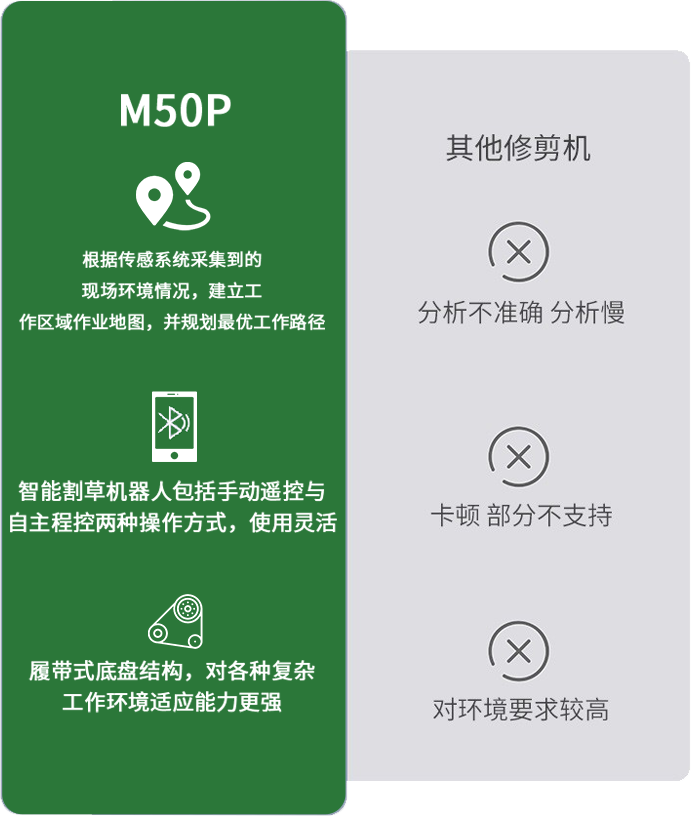 M50P
根据传感系统采集到的
现场环境情况，建立工
作区域作业地图，并规划最优工作路径
智能割草机器人包括手动遥控与
自主程控两种操作方式，使用灵活
履带式底盘结构，对各种复杂
工作环境适应能力更强
其他修剪机
分析不准确 分析慢
卡顿 部分不支持
对环境要求较高